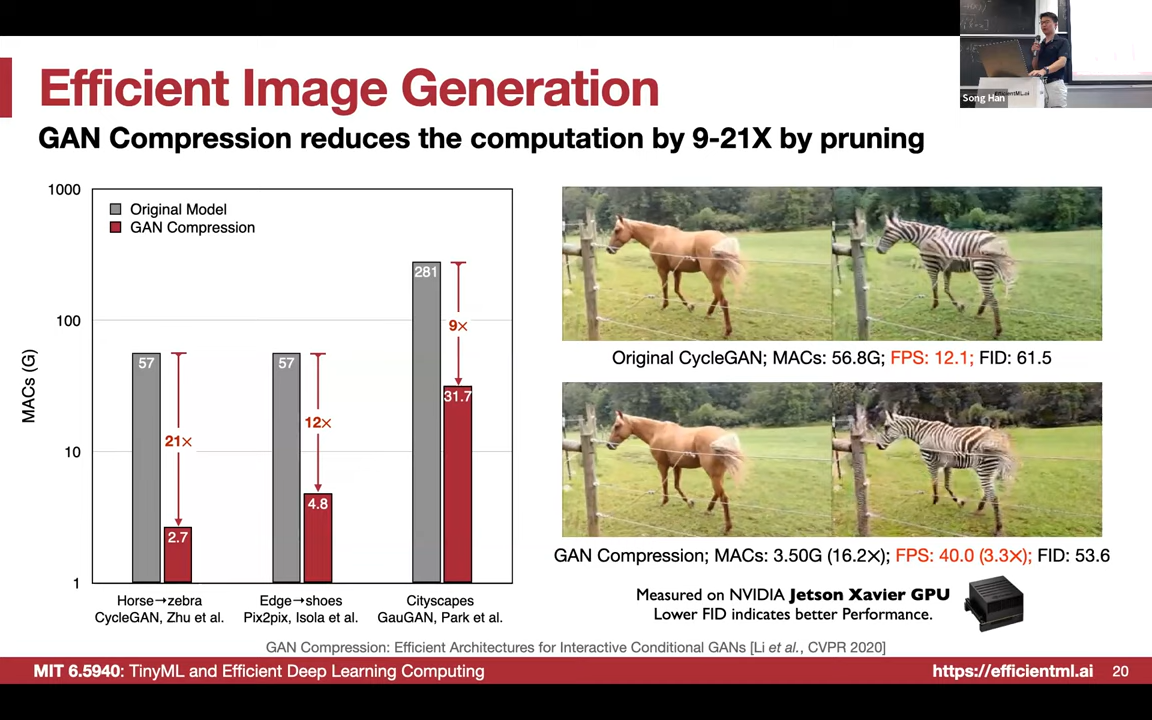 Efficient Image Generation
GAN Compression reduces the computation by 9-21X by pruning
Song Han
EfficientML.ai
1000
100
10
1
MACs (G)
Original Model
GAN Compression
57
21×
2.7
57
12×
4.8
281
9×
31.7
Horse→zebra
CycleGAN, Zhu et al.
Edge→shoes
Pix2pix, Isola et al.
Cityscapes
GauGAN, Park et al.
Original CycleGAN; MACs: 56.8G; FPS: 12.1; FID: 61.5
GAN Compression; MACs: 3.50G (16.2×); FPS: 40.0 (3.3×); FID: 53.6
Measured on NVIDIA Jetson Xavier GPU
Lower FID indicates better Performance.
GAN Compression: Efficient Architectures for Interactive Conditional GANs [Li et al., CVPR 2020]
MIT 6.5940: TinyML and Efficient Deep Learning Computing
https://efficientml.ai
20